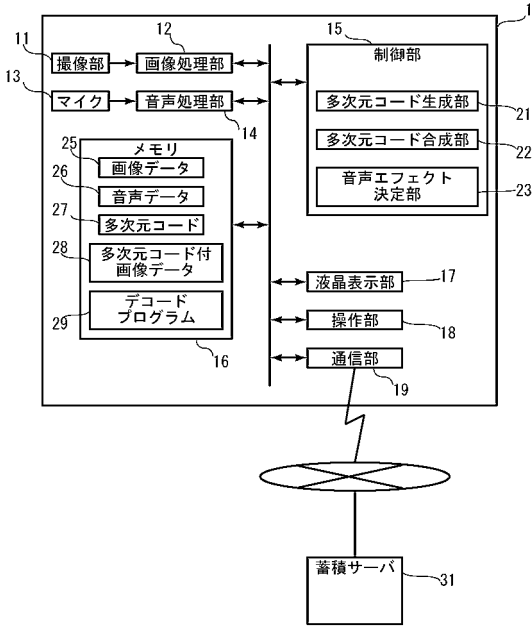 1
11
12
13
撮像部
画像処理部
マイク
音声処理部
14
15
制御部
多次元コード生成部
21
多次元コード合成部
22
音声エフェクト
決定部
23
メモリ
25
画像データ
26
音声データ
27
多次元コード
28
多次元コード付
画像データ
29
デコード
プログラム
16
液晶表示部
17
操作部
18
通信部
19
蓄積サーバ
31